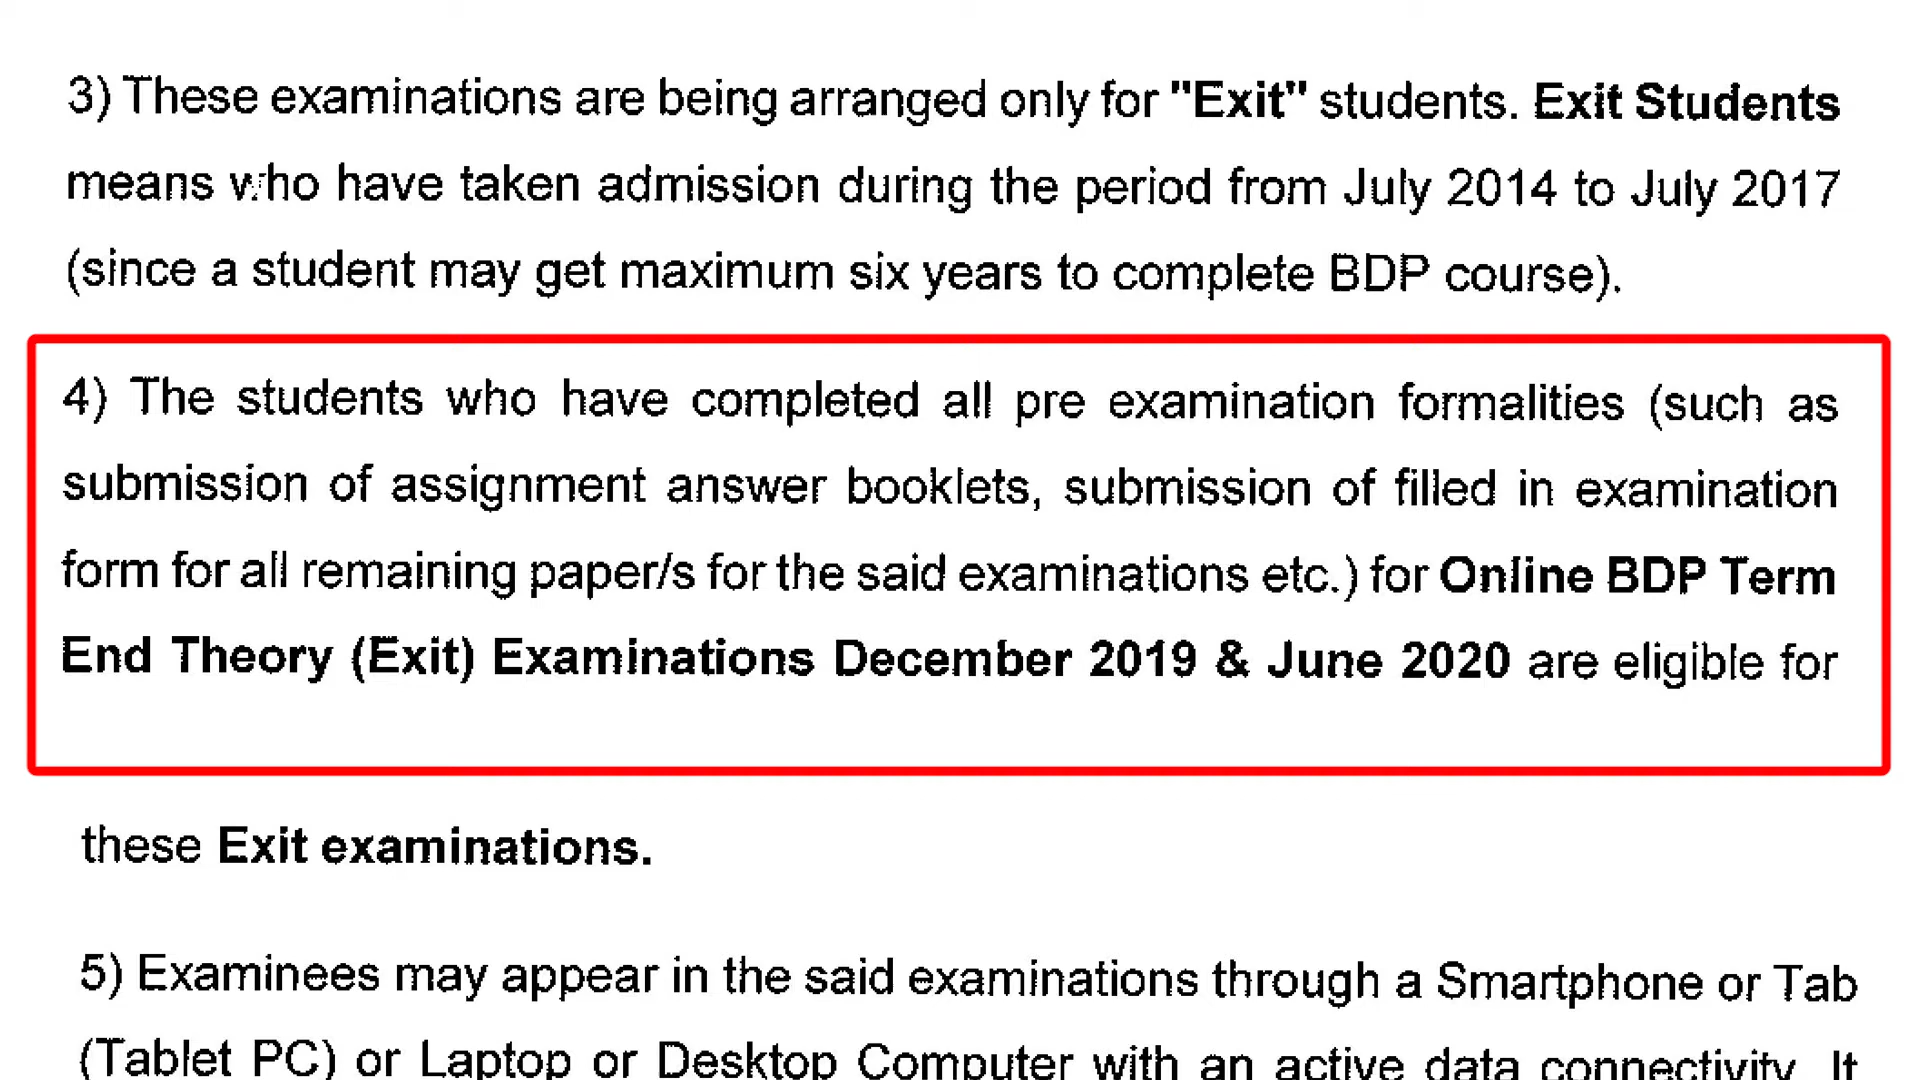 3) These examinations are being arranged only for "Exit" students. Exit Students
means who have taken admission during the period from July 2014 to July 2017
(since a student may get maximum six years to complete BDP course).
4) The students who have completed all pre examination formalities (such as
submission of assignment answer booklets, submission of filled in examination
form for all remaining paper/s for the said examinations etc.) for Online BDP Term
End Theory (Exit) Examinations December 2019 & June 2020 are eligible for
these Exit examinations.
5) Examinees may appear in the said examinations through a Smartphone or Tab
(Tablet PC) or Laptop or Desktop Computer with an active data connectivity. It